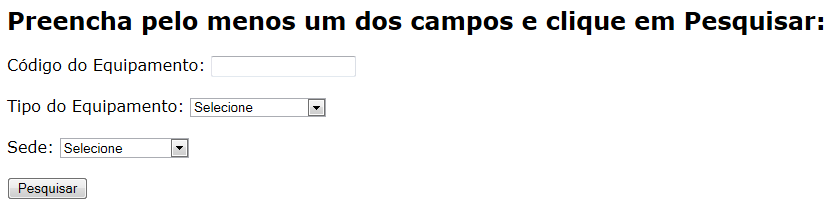 Preencha pelo menos um dos campos e clique em Pesquisar:
Código do Equipamento:
Tipo do Equipamento: Selecione
Sede: Selecione
Pesquisar